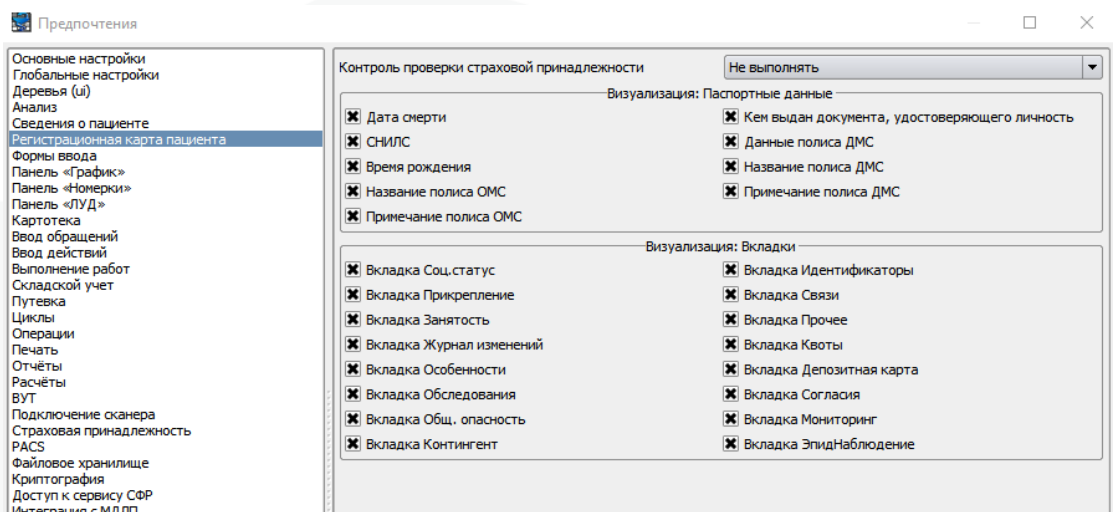 Предпочтения
Основные настройки
Глобальные настройки
Деревья (ui)
Анализ
Сведения о пациенте
Регистрационная карта пациента
Формы ввода
Панель «График»
Панель «Номерки»
Панель «ЛУД»
Картотека
Ввод обращений
Ввод действий
Выполнение работ
Складской учет
Путевка
Циклы
Операции
Печать
Отчёты
Расчёты
ВУТ
Подключение сканера
Страховая принадлежность
PACS
Файловое хранилище
Криптография
Доступ к сервису СФР
Интеграция с МДЛП
Контроль проверки страховой принадлежности Не выполнять
Визуализация: Паспортные данные
Дата смерти Кем выдан документа, удостоверяющего личность
СНИЛС Данные полиса ДМС
Время рождения Название полиса ДМС
Название полиса ОМС Примечание полиса ДМС
Примечание полиса ОМС
Визуализация: Вкладки
Вкладка Соц.статус Вкладка Идентификаторы
Вкладка Прикрепление Вкладка Связи
Вкладка Занятость Вкладка Прочее
Вкладка Журнал изменений Вкладка Квоты
Вкладка Особенности Вкладка Депозитная карта
Вкладка Обследования Вкладка Согласия
Вкладка Общ. опасность Вкладка Мониторинг
Вкладка Контингент Вкладка ЭпидНаблюдение